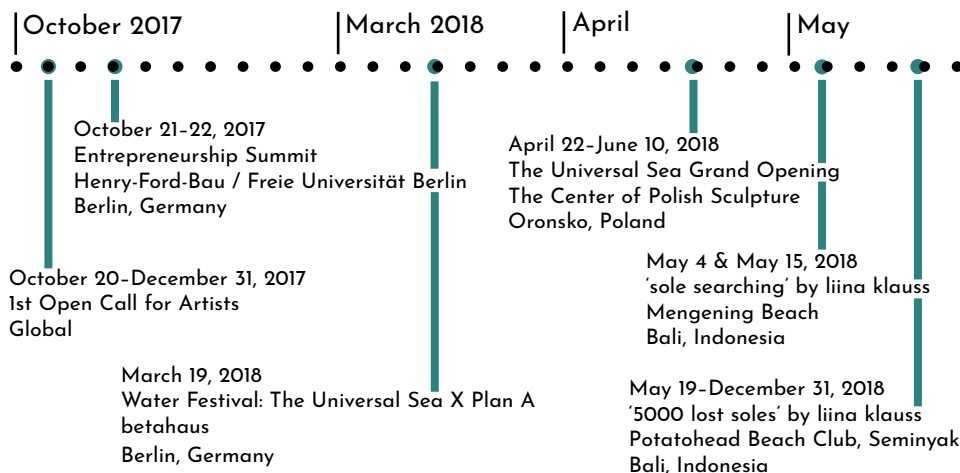 October 2017
March 2018
April
May
October 21–22, 2017
Entrepreneurship Summit
Henry-Ford-Bau / Freie Universität Berlin
Berlin, Germany
April 22–June 10, 2018
The Universal Sea Grand Opening
The Center of Polish Sculpture
Oronsko, Poland
October 20–December 31, 2017
1st Open Call for Artists
Global
May 4 & May 15, 2018
'sole searching' by liina klauss
Mengening Beach
Bali, Indonesia
March 19, 2018
Water Festival: The Universal Sea X Plan A
betahaus
Berlin, Germany
May 19–December 31, 2018
'5000 lost soles' by liina klauss
Potatohead Beach Club, Seminyak
Bali, Indonesia